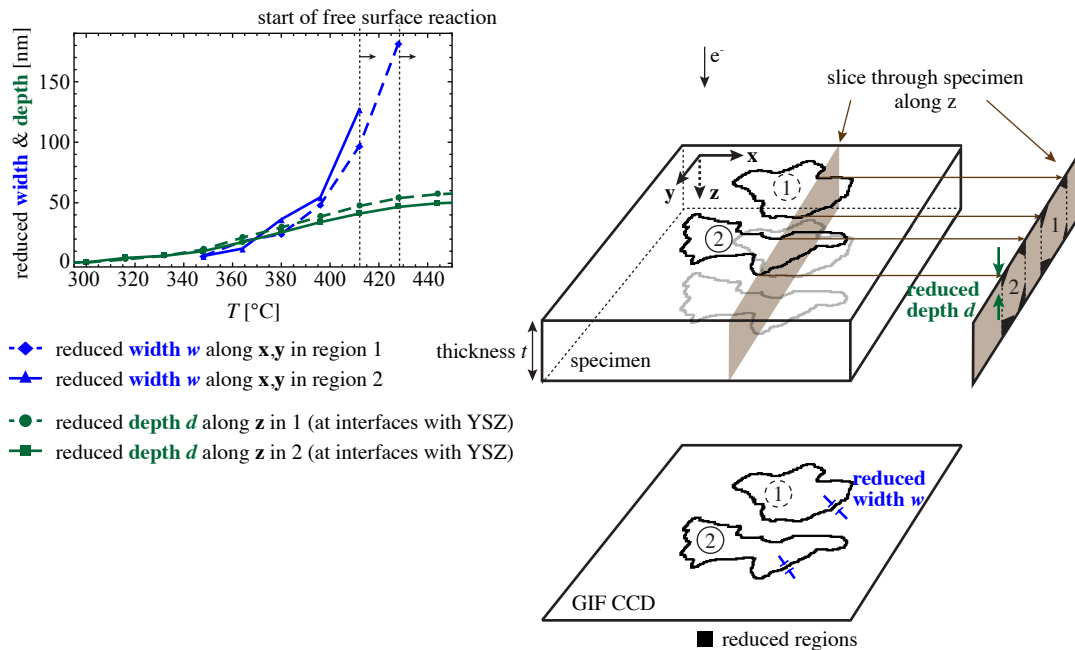 start of free surface reaction
reduced width & depth [nm]
150
100
50
0
300
320
340
360
380
400
420
440
T [°C]
reduced width w along x,y in region 1
reduced width w along x,y in region 2
reduced depth d along z in 1 (at interfaces with YSZ)
reduced depth d along z in 2 (at interfaces with YSZ)
e-
slice through specimen
along z
x
y
z
1
2
1
2
reduced
depth d
thickness t
specimen
1
2
reduced
width w
GIF CCD
reduced regions